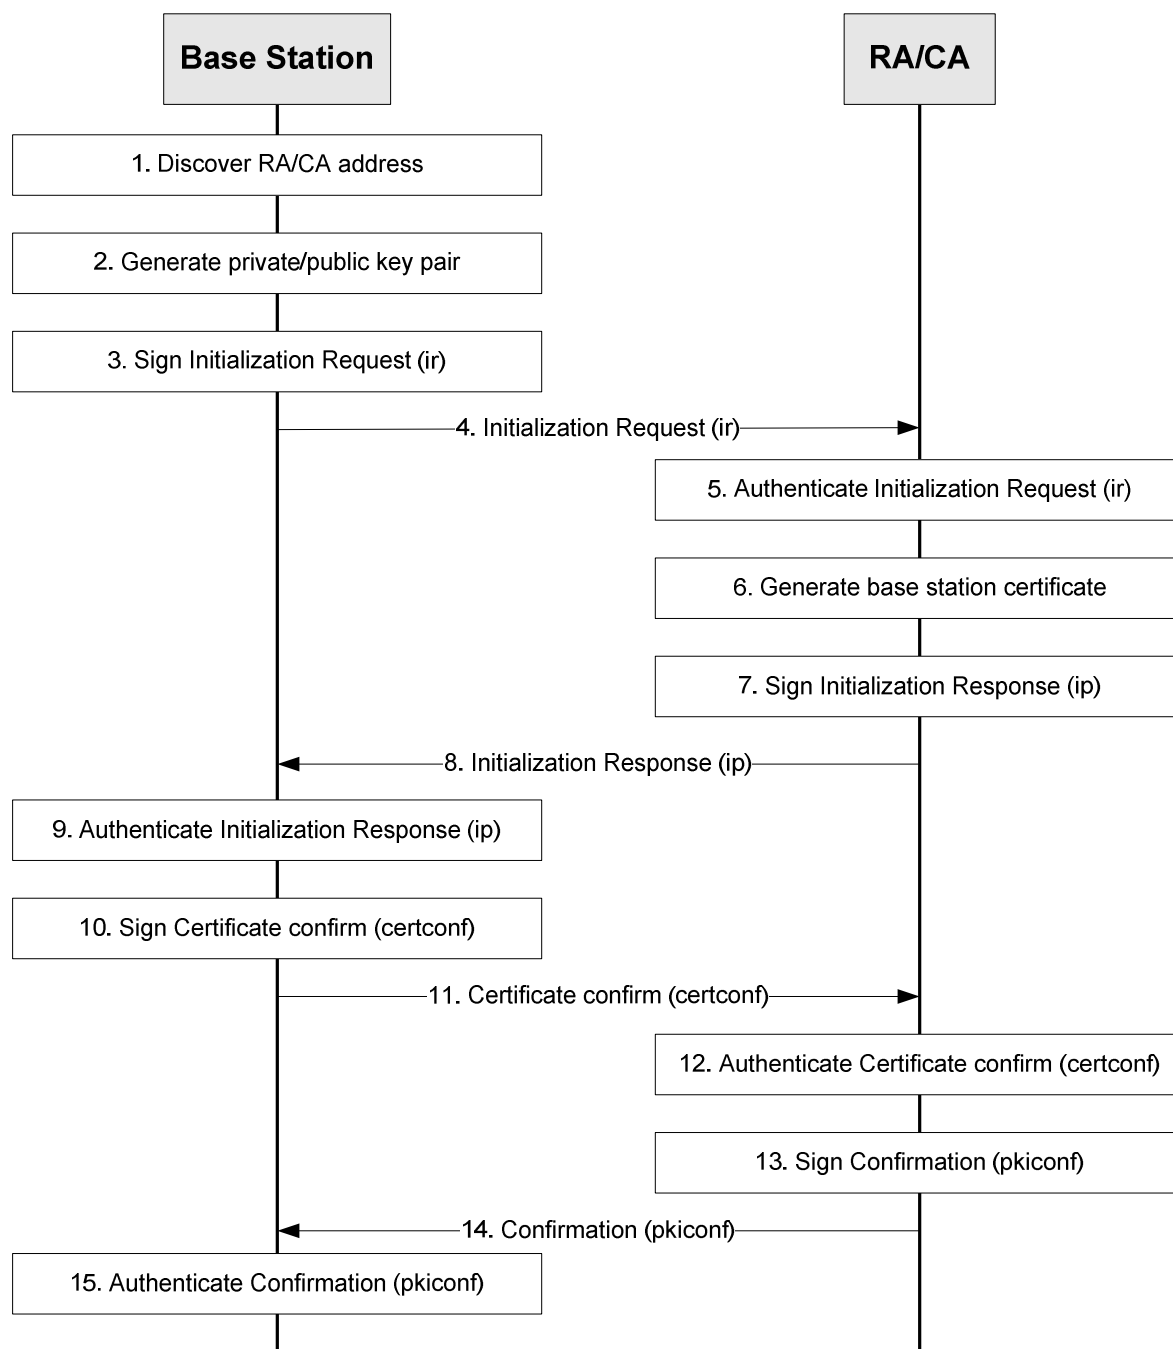 Base Station
RA/CA
1. Discover RA/CA address
2. Generate private/public key pair
3. Sign Initialization Request (ir)
4. Initialization Request (ir)
5. Authenticate Initialization Request (ir)
6. Generate base station certificate
7. Sign Initialization Response (ip)
8. Initialization Response (ip)
9. Authenticate Initialization Response (ip)
10. Sign Certificate confirm (certconf)
11. Certificate confirm (certconf)
12. Authenticate Certificate confirm (certconf)
13. Sign Confirmation (pkiconf)
14. Confirmation (pkiconf)
15. Authenticate Confirmation (pkiconf)